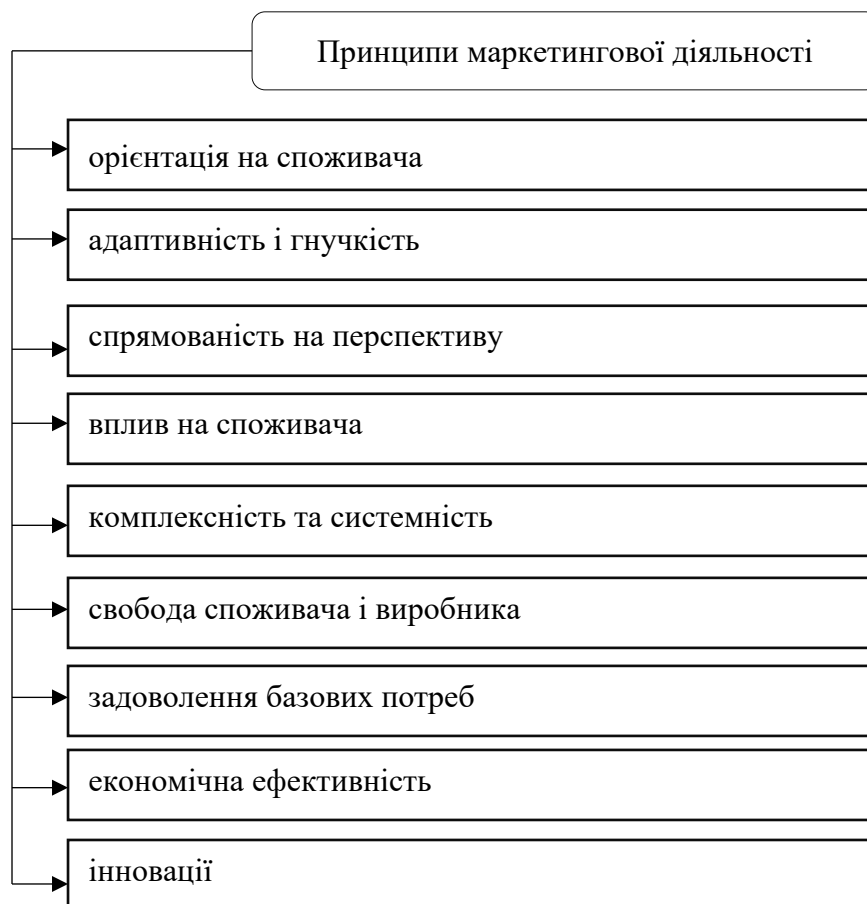 Принципи маркетингової діяльності
орієнтація на споживача
адаптивність і гнучкість
спрямованість на перспективу
вплив на споживача
комплексність та системність
свобода споживача і виробника
задоволення базових потреб
економічна ефективність
інновації